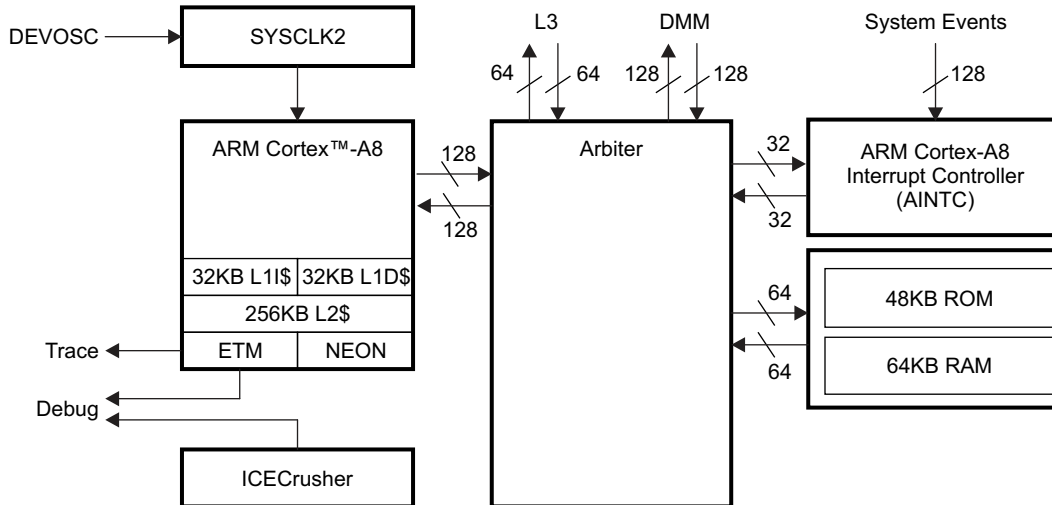 DEVOSC
SYSCLK2
L3
DMM
System Events
64
64
128
128
128
ARM Cortex™-A8
Arbiter
ARM Cortex-A8
Interrupt Controller
(AINTC)
128
128
32
32
32KB L1I$
32KB L1D$
256KB L2$
ETM
NEON
64
64
48KB ROM
64KB RAM
Trace
Debug
ICECrusher